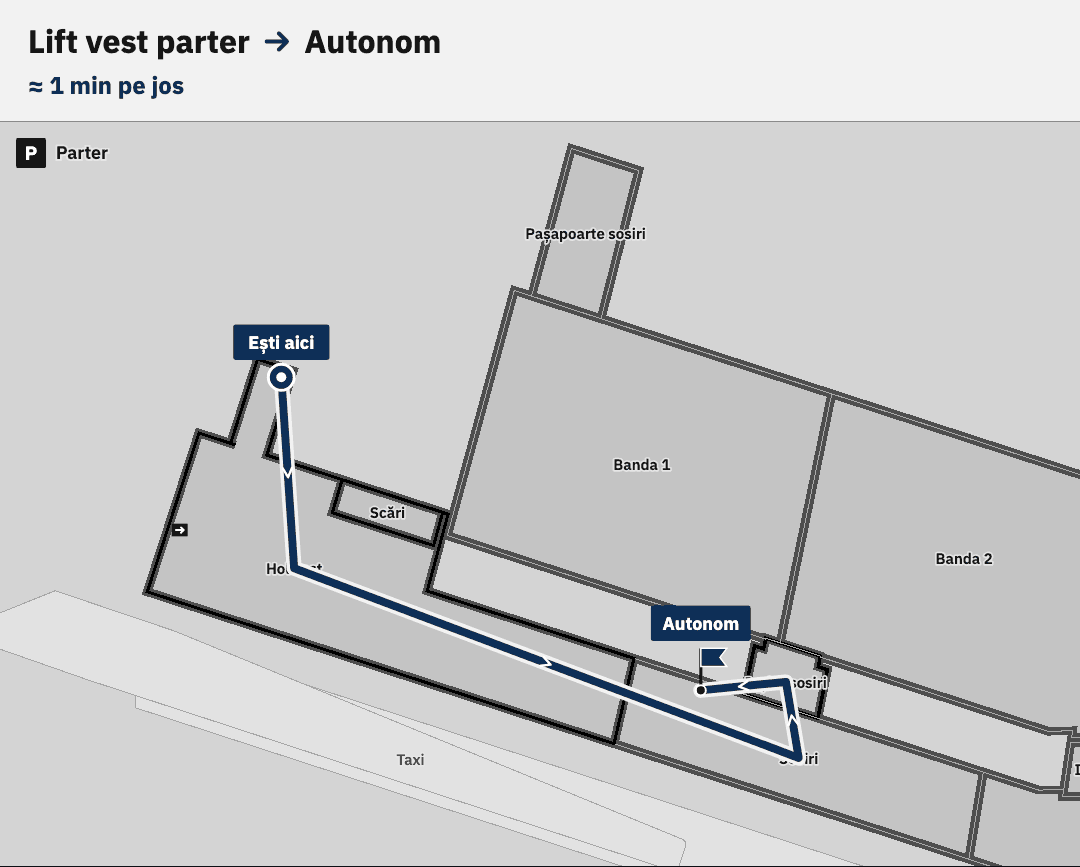 Lift vest parter → Autonom
≈ 1 min pe jos
P Parter
Pașapoarte sosiri
Ești aici
Banda 1
Scări
Banda 2
Autonom
sosiri
Taxi